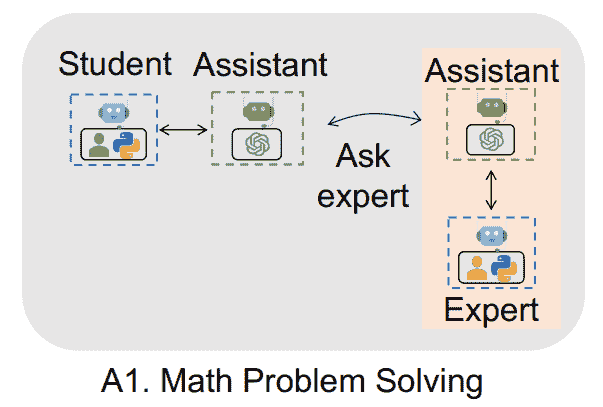 Student Assistant
Assistant
Ask
expert
Expert
A1. Math Problem Solving